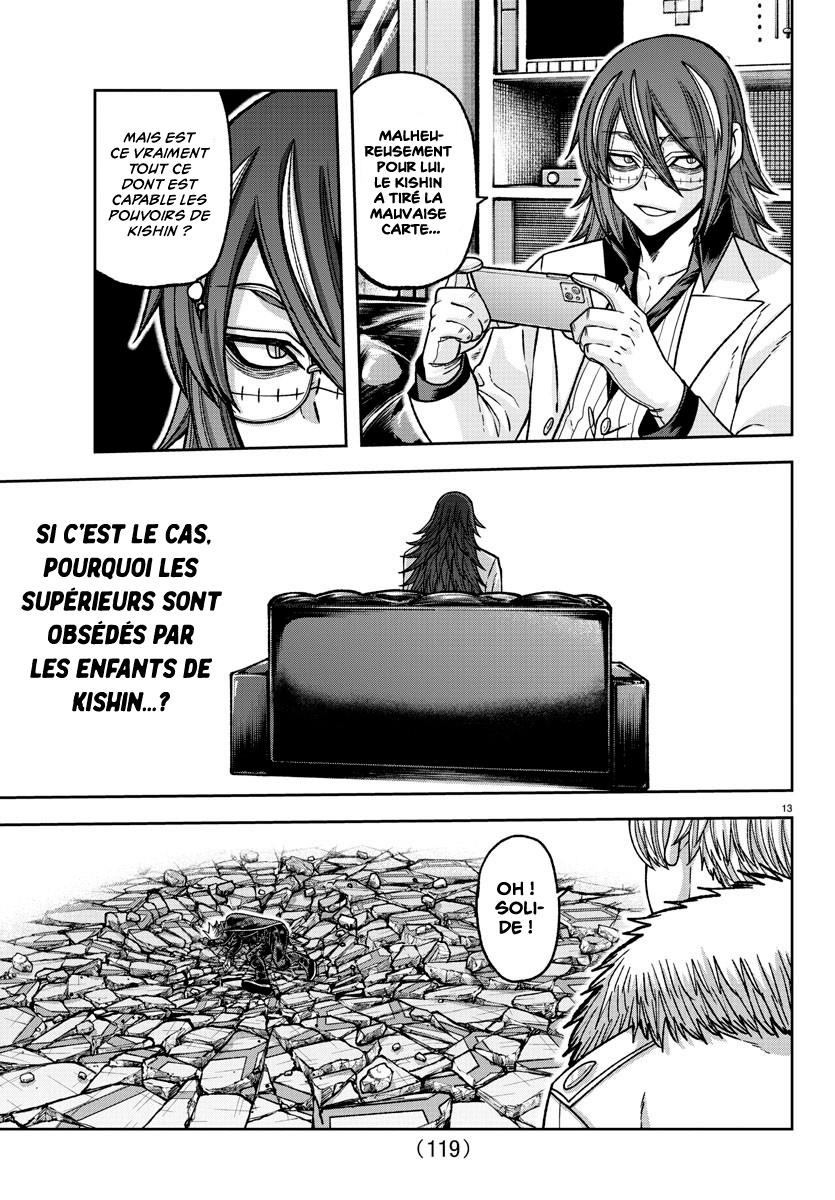 MALHEU-
REUSEMENT
POUR LUI,
LE KISHIN
A TIRÉ LA
MAUVAISE
CARTE...
MAIS EST
CE VRAIMENT
TOUT CE
DONT EST
CAPABLE LES
POUVOIRS DE
KISHIN ?
SI C'EST LE CAS,
POURQUOI LES
SUPÉRIEURS SONT
OBSÉDÉS PAR
LES ENFANTS DE
KISHIN...?
13
OH !
SOLI-
DE !
(119)